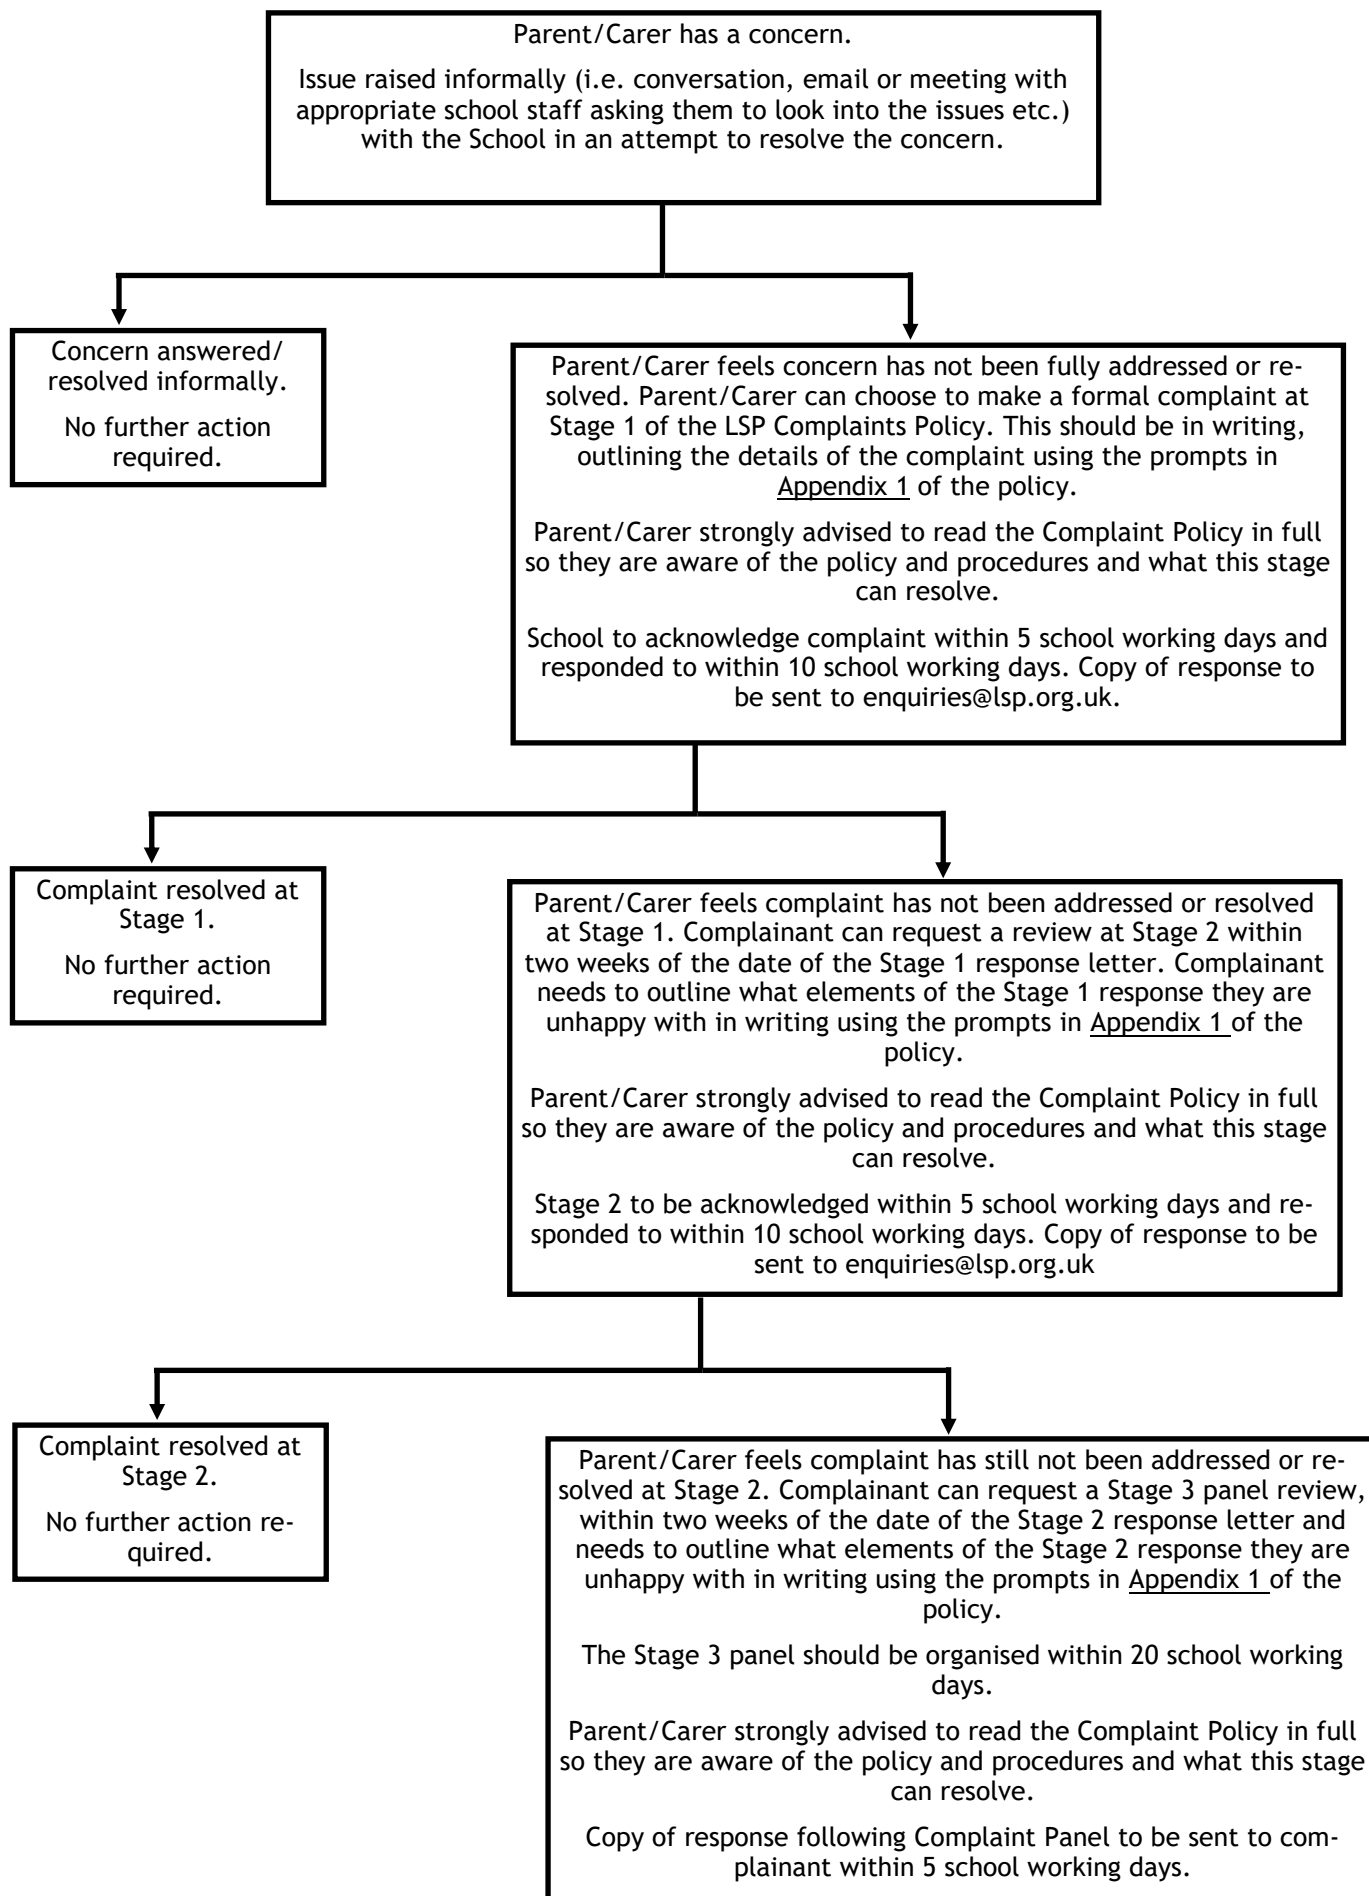 Parent/Carer has a concern.
Issue raised informally (i.e. conversation, email or meeting with
appropriate school staff asking them to look into the issues etc.)
with the School in an attempt to resolve the concern.
Concern answered/
resolved informally.
No further action
required.
Parent/Carer feels concern has not been fully addressed or re-
solved. Parent/Carer can choose to make a formal complaint at
Stage 1 of the LSP Complaints Policy. This should be in writing,
outlining the details of the complaint using the prompts in
Appendix 1 of the policy.
Parent/Carer strongly advised to read the Complaint Policy in full
so they are aware of the policy and procedures and what this stage
can resolve.
School to acknowledge complaint within 5 school working days and
responded to within 10 school working days. Copy of response to
be sent to enquiries@lsp.org.uk.
Complaint resolved at
Stage 1.
No further action
required.
Parent/Carer feels complaint has not been addressed or resolved
at Stage 1. Complainant can request a review at Stage 2 within
two weeks of the date of the Stage 1 response letter. Complainant
needs to outline what elements of the Stage 1 response they are
unhappy with in writing using the prompts in Appendix 1 of the
policy.
Parent/Carer strongly advised to read the Complaint Policy in full
so they are aware of the policy and procedures and what this stage
can resolve.
Stage 2 to be acknowledged within 5 school working days and re-
sponded to within 10 school working days. Copy of response to be
sent to enquiries@lsp.org.uk
Complaint resolved at
Stage 2.
No further action re-
quired.
Parent/Carer feels complaint has still not been addressed or re-
solved at Stage 2. Complainant can request a Stage 3 panel review,
within two weeks of the date of the Stage 2 response letter and
needs to outline what elements of the Stage 2 response they are
unhappy with in writing using the prompts in Appendix 1 of the
policy.
The Stage 3 panel should be organised within 20 school working
days.
Parent/Carer strongly advised to read the Complaint Policy in full
so they are aware of the policy and procedures and what this stage
can resolve.
Copy of response following Complaint Panel to be sent to com-
plainant within 5 school working days.